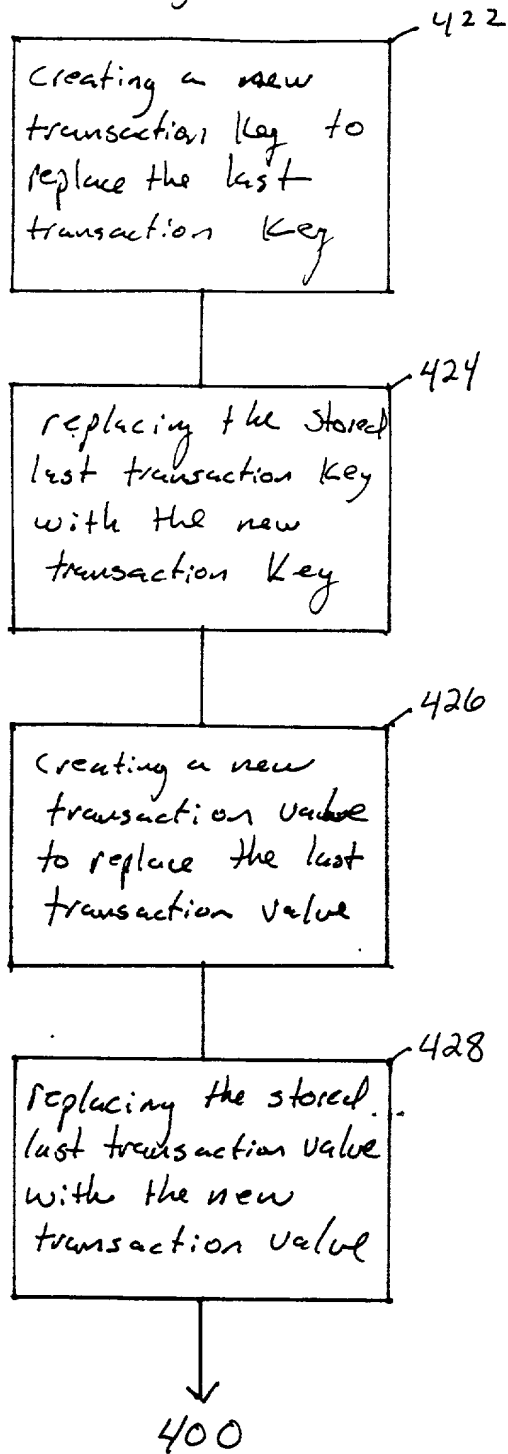 422
creating a new
transaction key to
replace the last
transaction key
424
replacing the stored
last transaction key
with the new
transaction key
426
creating a new
transaction value
to replace the last
transaction value
428
replacing the stored
last transaction value
with the new
transaction value
400